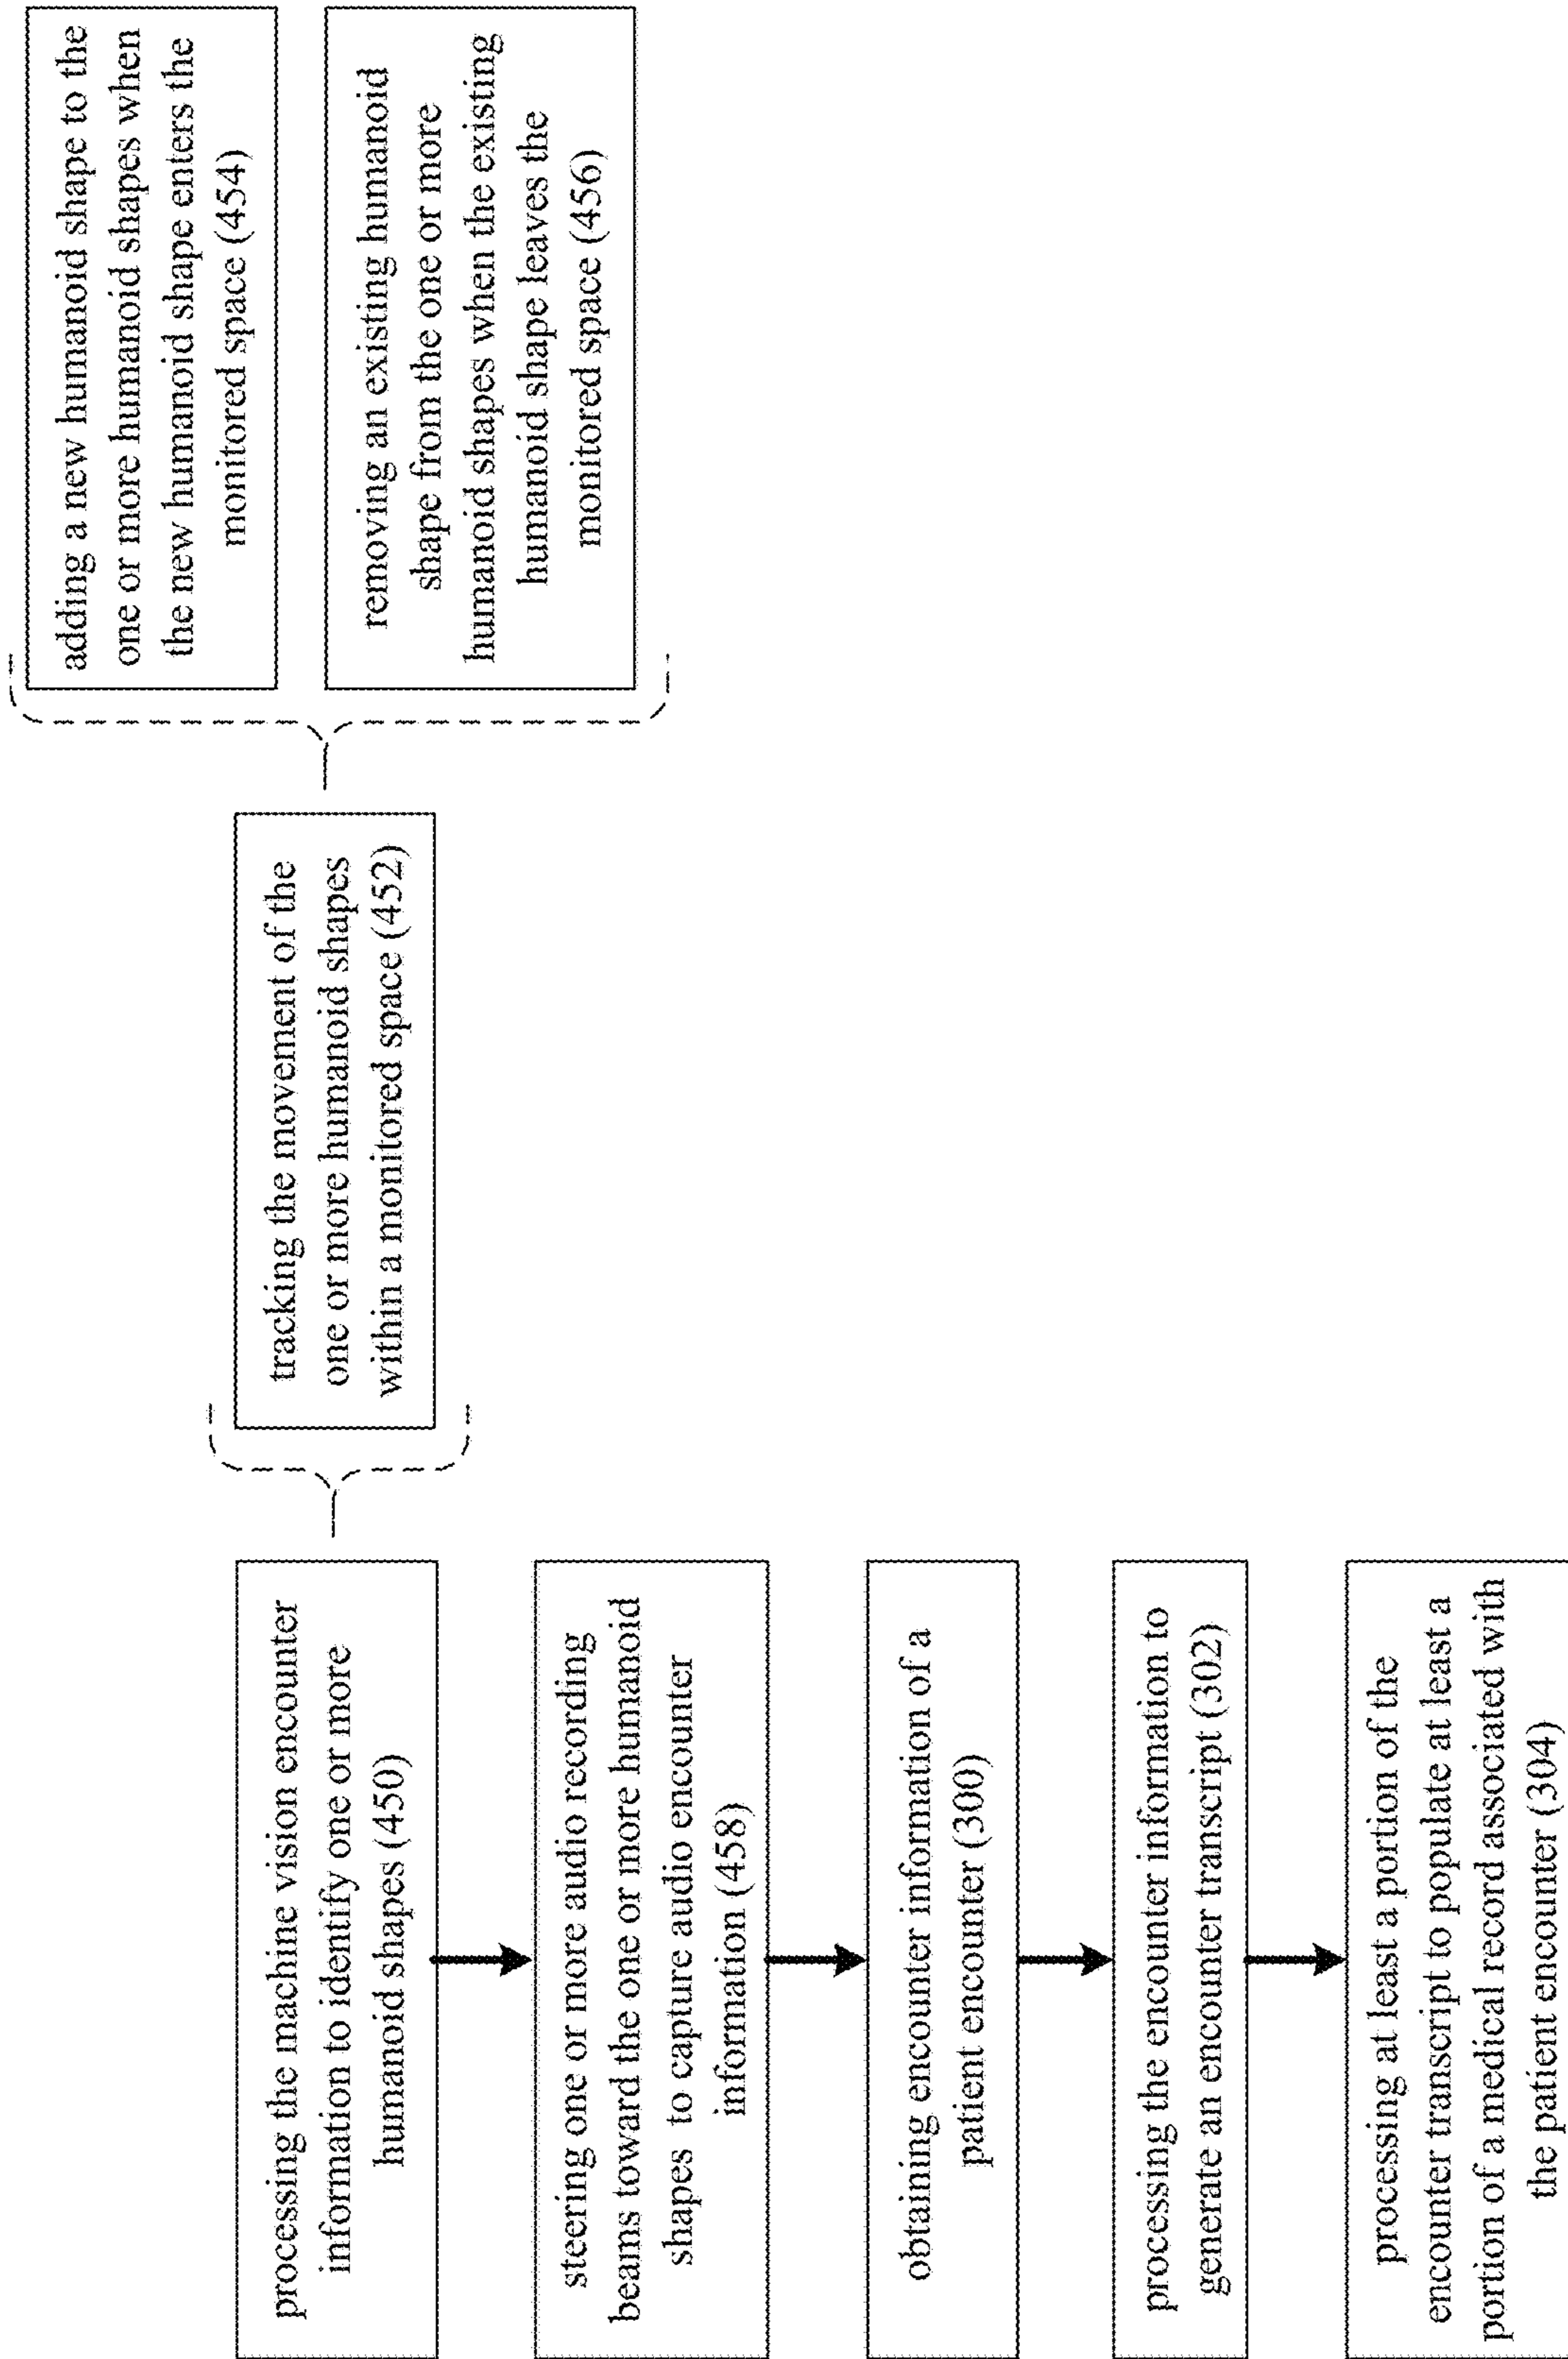 processing the machine vision encounter
information to identify one or more
humanoid shapes (450)
tracking the movement of the
one or more humanoid shapes
within a monitored space (452)
adding a new humanoid shape to the
one or more humanoid shapes when
the new humanoid shape enters the
monitored space (454)
removing an existing humanoid
shape from the one or more
humanoid shapes when the existing
humanoid shape leaves the
monitored space (456)
steering one or more audio recording
beams toward the one or more humanoid
shapes to capture audio encounter
information (458)
obtaining encounter information of a
patient encounter (300)
processing the encounter information to
generate an encounter transcript (302)
processing at least a portion of the
encounter transcript to populate at least a
portion of a medical record associated with
the patient encounter (304)